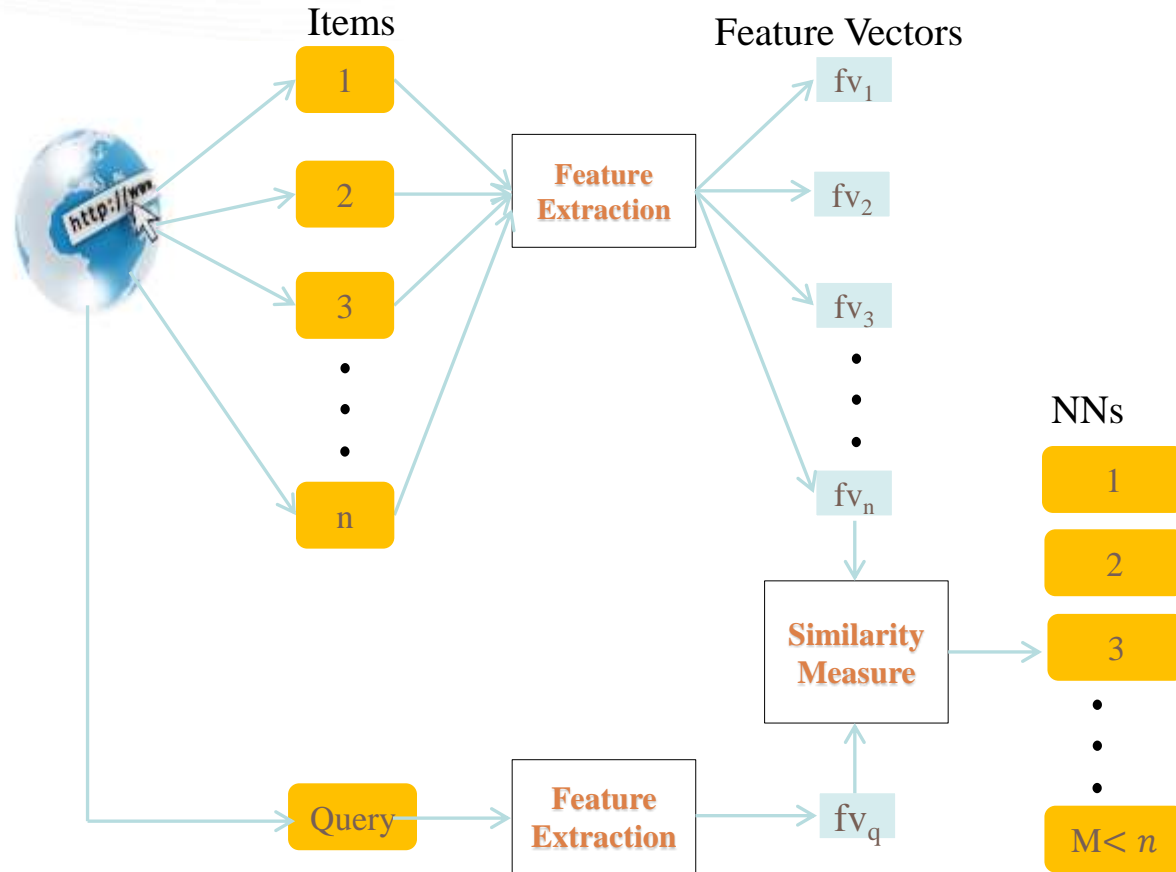 Items
Feature Vectors
1
fv₁
http://www
2
Feature
Extraction
fv₂
3
fv₃
NNs
n
fvₙ
1
2
Similarity
Measure
3
Query
Feature
Extraction
fv_q
M< n